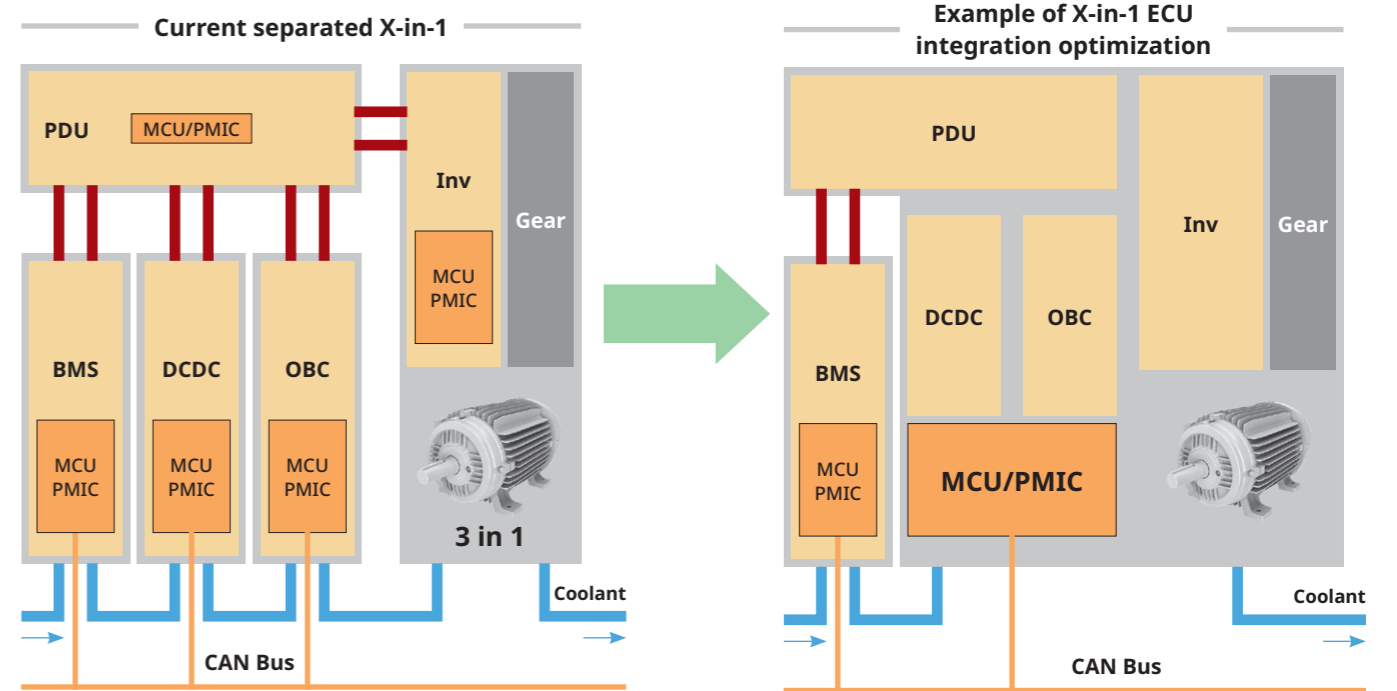 Current separated X-in-1
PDU
MCU/PMIC
Inv
MCU
PMIC
Gear
BMS
MCU
PMIC
DCDC
MCU
PMIC
OBC
MCU
PMIC
3 in 1
Coolant
CAN Bus
Example of X-in-1 ECU
integration optimization
PDU
Inv
Gear
DCDC
OBC
BMS
MCU
PMIC
MCU/PMIC
Coolant
CAN Bus